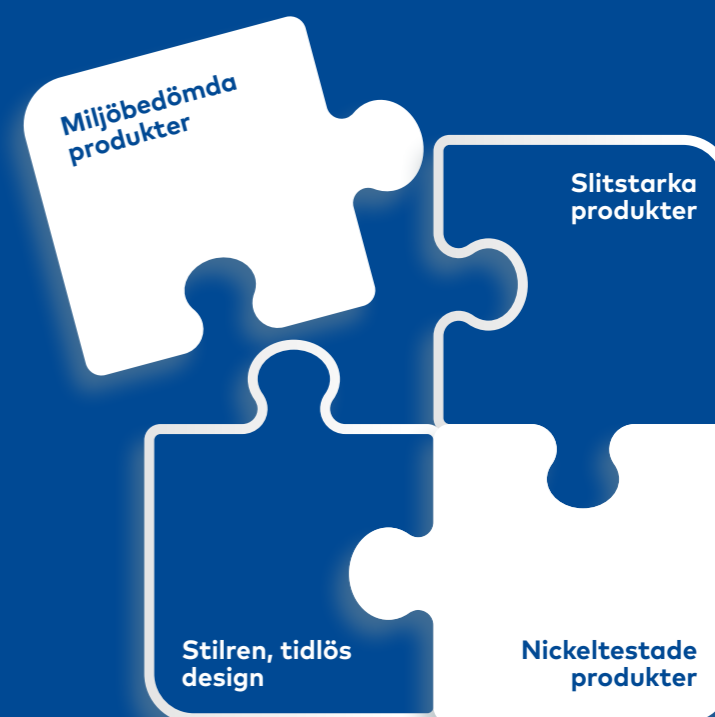 Miljöbedömda
produkter
Slitstarka
produkter
Stilren, tidlös
design
Nickeltestade
produkter